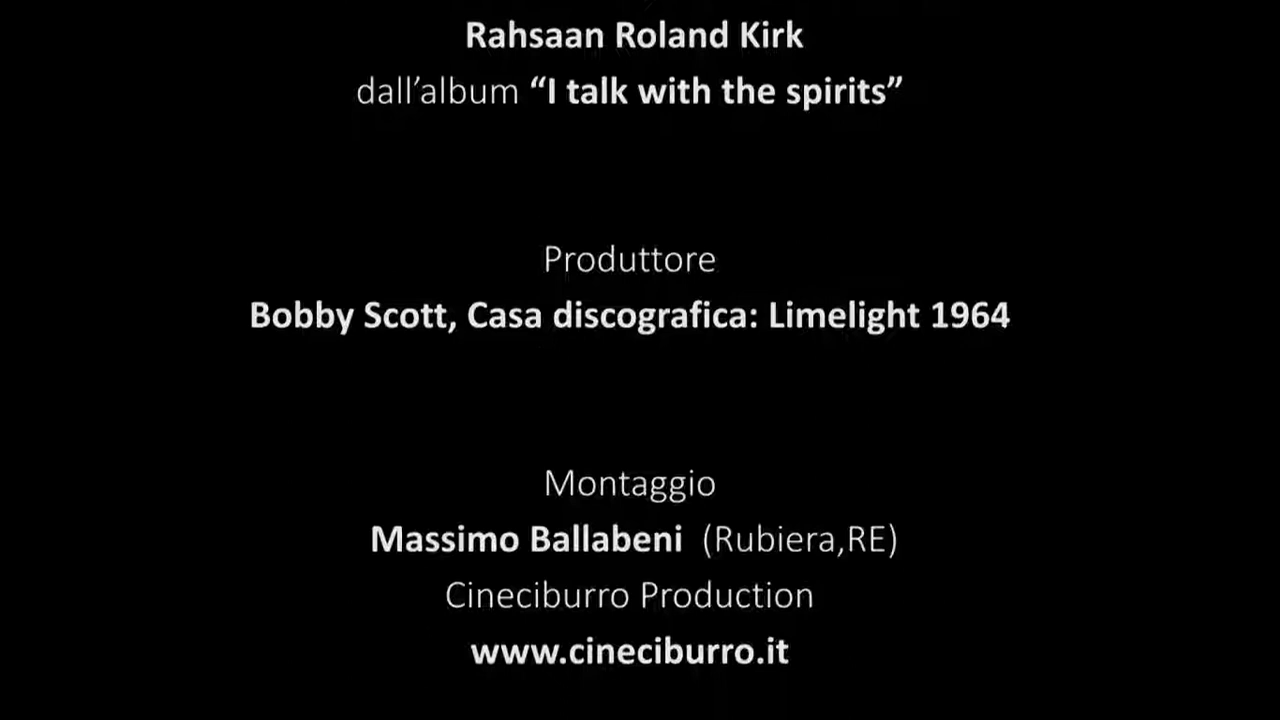 Rahsaan Roland Kirk
dall’album “I talk with the spirits”
Produttore
Bobby Scott, Casa discografica: Limelight 1964
Montaggio
Massimo Ballabeni (Rubiera,RE)
Cineciburro Production
www.cineciburro.it